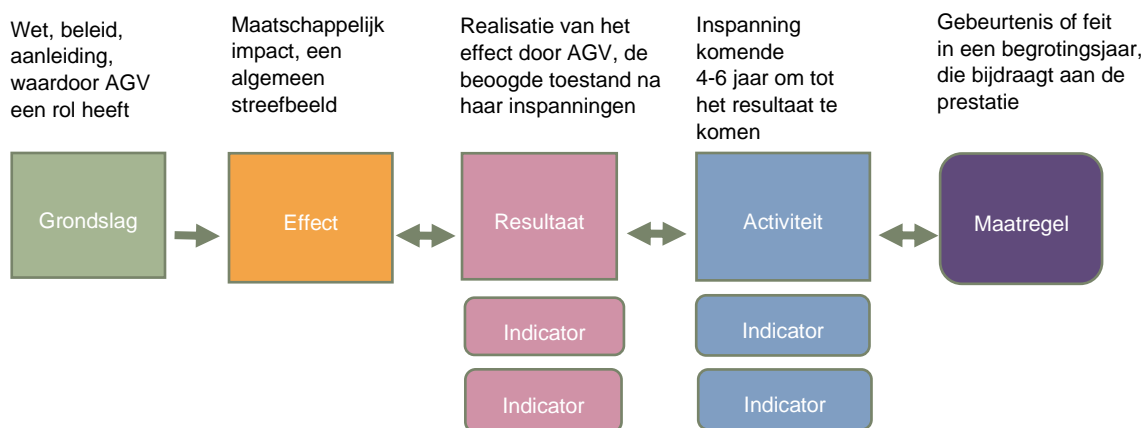 Wet, beleid,
aanleiding,
waardoor AGV
een rol heeft
Maatschappelijk
impact, een
algemeen
streefbeeld
Realisatie van het
effect door AGV, de
beoogde toestand na
haar inspanningen
Inspanning
komende
4-6 jaar om tot
het resultaat te
komen
Gebeurtenis of feit
in een begrotingsjaar,
die bijdraagt aan de
prestatie
Grondslag
Effect
Resultaat
Activiteit
Maatregel
Indicator
Indicator
Indicator
Indicator